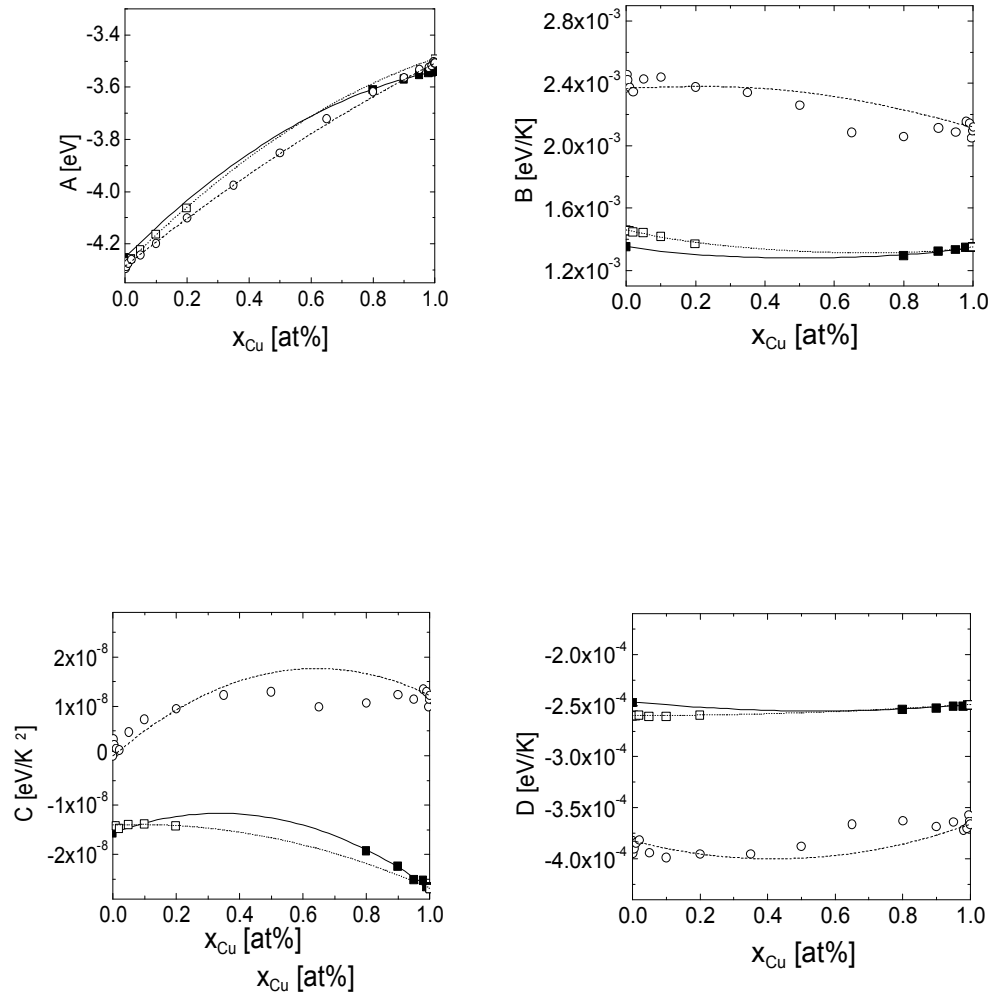 -3.4
-3.6
-3.8
-4.0
-4.2
A [eV]
0.0 0.2 0.4 0.6 0.8 1.0
x_Cu [at%]
2.8x10⁻³
2.4x10⁻³
2.0x10⁻³
1.6x10⁻³
1.2x10⁻³
B [eV/K]
0.0 0.2 0.4 0.6 0.8 1.0
x_Cu [at%]
2x10⁻⁸
1x10⁻⁸
0
-1x10⁻⁸
-2x10⁻⁸
C [eV/K ²]
0.0 0.2 0.4 0.6 0.8 1.0
x_Cu [at%]
x_Cu [at%]
-2.0x10⁻⁴
-2.5x10⁻⁴
-3.0x10⁻⁴
-3.5x10⁻⁴
-4.0x10⁻⁴
D [eV/K]
0.0 0.2 0.4 0.6 0.8 1.0
x_Cu [at%]